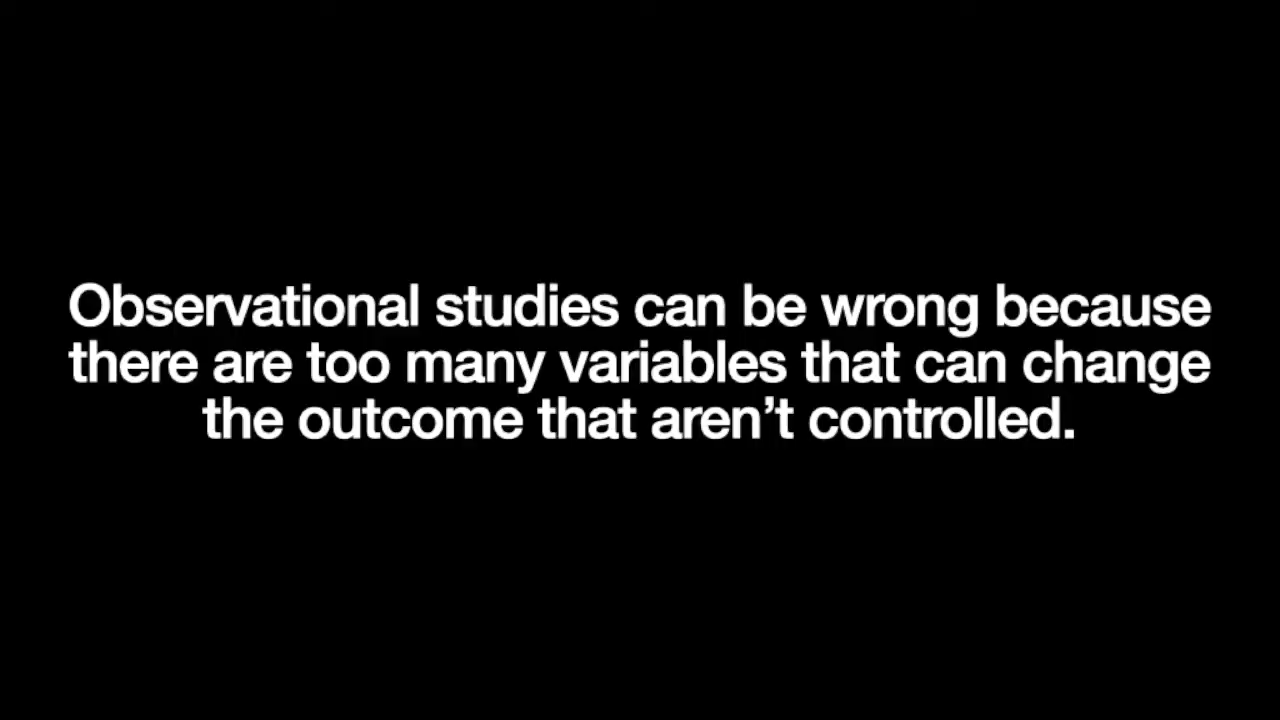 Observational studies can be wrong because
there are too many variables that can change
the outcome that aren’t controlled.